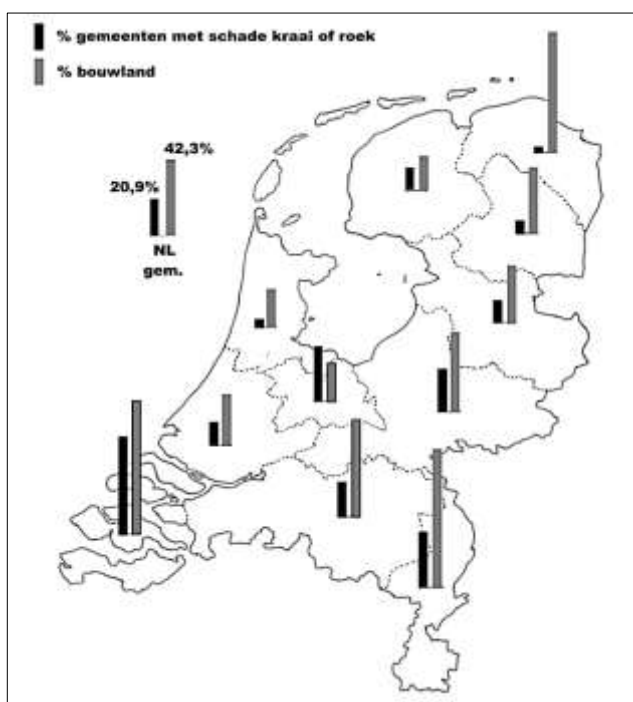 % gemeenten met schade kraai of roek
% bouwland
42,3%
20,9%
NL
gem.